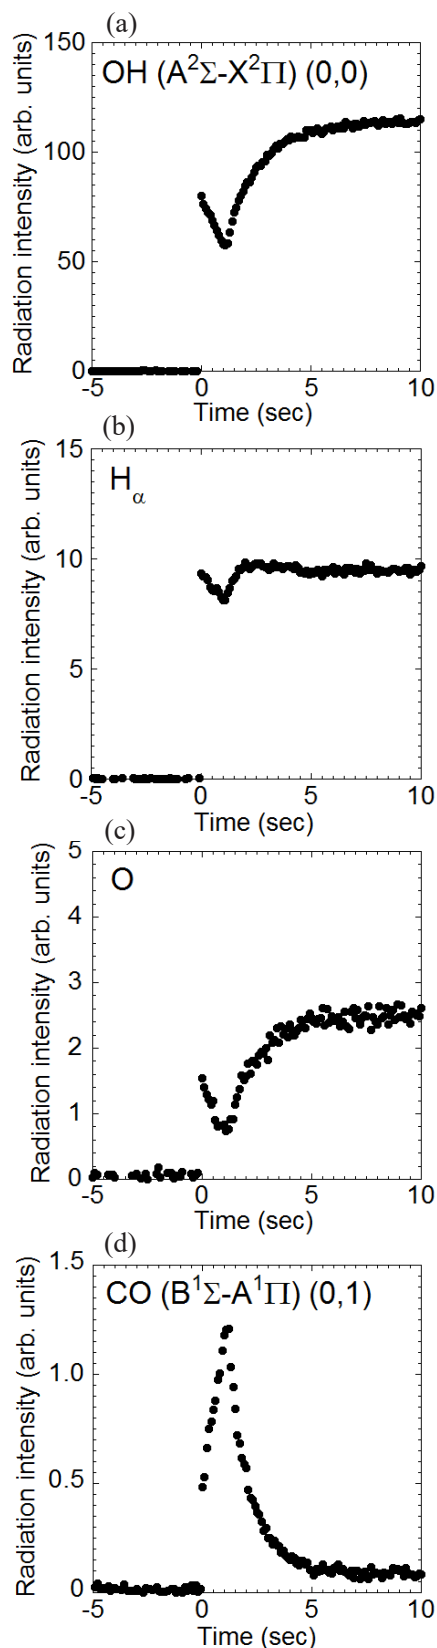 (a)
OH (A²Σ-X²Π) (0,0)
Radiation intensity (arb. units)
150
100
50
0
-5 0 5 10
Time (sec)
(b)
Hα
Radiation intensity (arb. units)
15
10
5
0
-5 0 5 10
Time (sec)
(c)
O
Radiation intensity (arb. units)
5
4
3
2
1
0
-5 0 5 10
Time (sec)
(d)
CO (B¹Σ-A¹Π) (0,1)
Radiation intensity (arb. units)
1.5
1.0
0.5
0
-5 0 5 10
Time (sec)